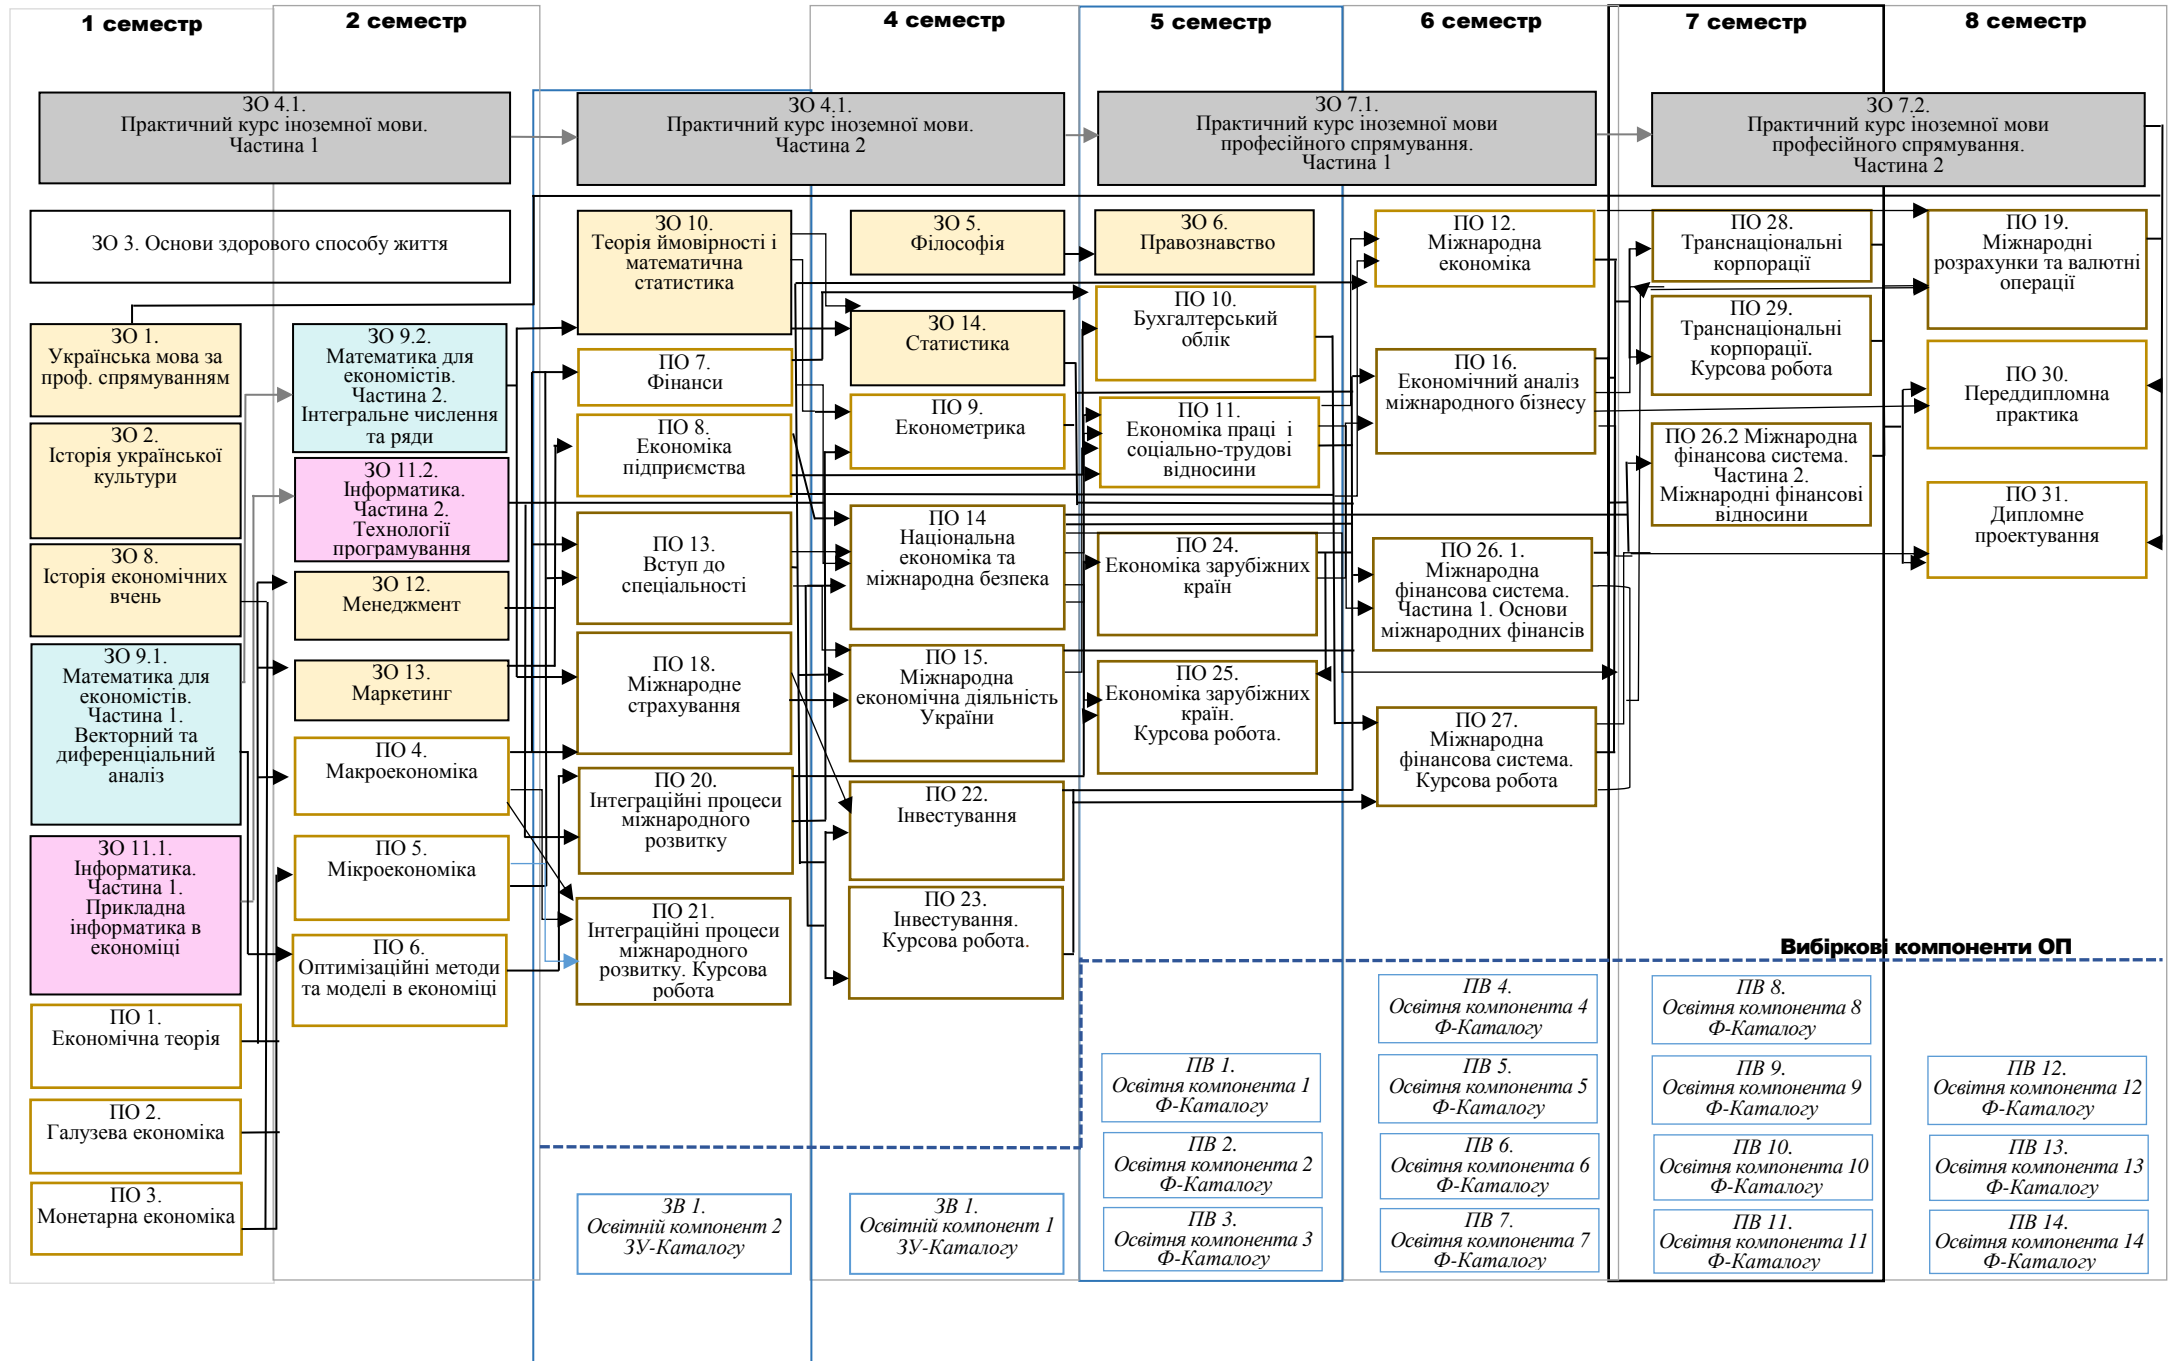 1 семестр
2 семестр
4 семестр
5 семестр
6 семестр
7 семестр
8 семестр
ЗО 4.1.
Практичний курс іноземної мови.
Частина 1
ЗО 4.1.
Практичний курс іноземної мови.
Частина 2
ЗО 7.1.
Практичний курс іноземної мови
професійного спрямування.
Частина 1
ЗО 7.2.
Практичний курс іноземної мови
професійного спрямування.
Частина 2
ЗО 3. Основи здорового способу життя
ЗО 1.
Українська мова за
проф. спрямуванням
ЗО 2.
Історія української
культури
ЗО 8.
Історія економічних
вчень
ЗО 9.1.
Математика для
економістів.
Частина 1.
Векторний та
диференціальний
аналіз
ЗО 11.1.
Інформатика.
Частина 1.
Прикладна
інформатика в
економіці
ПО 1.
Економічна теорія
ПО 2.
Галузева економіка
ПО 3.
Монетарна економіка
ЗО 9.2.
Математика для
економістів.
Частина 2.
Інтегральне числення
та ряди
ЗО 11.2.
Інформатика.
Частина 2.
Технології
програмування
ЗО 12.
Менеджмент
ЗО 13.
Маркетинг
ПО 4.
Макроекономіка
ПО 5.
Мікроекономіка
ПО 6.
Оптимізаційні методи
та моделі в економіці
ЗО 10.
Теорія ймовірності і
математична
статистика
ПО 7.
Фінанси
ПО 8.
Економіка
підприємства
ПО 13.
Вступ до
спеціальності
ПО 18.
Міжнародне
страхування
ПО 20.
Інтеграційні процеси
міжнародного
розвитку
ПО 21.
Інтеграційні процеси
міжнародного
розвитку. Курсова
робота
ЗВ 1.
Освітній компонент 2
ЗУ-Каталогу
ЗО 5.
Філософія
ЗО 14.
Статистика
ПО 9.
Економетрика
ПО 14
Національна
економіка та
міжнародна безпека
ПО 15.
Міжнародна
економічна діяльність
України
ПО 22.
Інвестування
ПО 23.
Інвестування.
Курсова робота.
ЗВ 1.
Освітній компонент 1
ЗУ-Каталогу
ЗО 6.
Правознавство
ПО 10.
Бухгалтерський
облік
ПО 11.
Економіка праці і
соціально-трудові
відносини
ПО 24.
Економіка зарубіжних
країн
ПО 25.
Економіка зарубіжних
країн.
Курсова робота.
ПВ 1.
Освітня компонента 1
Ф-Каталогу
ПВ 2.
Освітня компонента 2
Ф-Каталогу
ПВ 3.
Освітня компонента 3
Ф-Каталогу
ПО 12.
Міжнародна
економіка
ПО 16.
Економічний аналіз
міжнародного бізнесу
ПО 26. 1.
Міжнародна
фінансова система.
Частина 1. Основи
міжнародних фінансів
ПО 27.
Міжнародна
фінансова система.
Курсова робота
ПВ 4.
Освітня компонента 4
Ф-Каталогу
ПВ 5.
Освітня компонента 5
Ф-Каталогу
ПВ 6.
Освітня компонента 6
Ф-Каталогу
ПВ 7.
Освітня компонента 7
Ф-Каталогу
ПО 28.
Транснаціональні
корпорації
ПО 29.
Транснаціональні
корпорації.
Курсова робота
ПО 26.2 Міжнародна
фінансова система.
Частина 2.
Міжнародні фінансові
відносини
Вибіркові компоненти ОП
ПВ 8.
Освітня компонента 8
Ф-Каталогу
ПВ 9.
Освітня компонента 9
Ф-Каталогу
ПВ 10.
Освітня компонента 10
Ф-Каталогу
ПВ 11.
Освітня компонента 11
Ф-Каталогу
ПО 19.
Міжнародні
розрахунки та валютні
операції
ПО 30.
Переддипломна
практика
ПО 31.
Дипломне
проектування
ПВ 12.
Освітня компонента 12
Ф-Каталогу
ПВ 13.
Освітня компонента 13
Ф-Каталогу
ПВ 14.
Освітня компонента 14
Ф-Каталогу